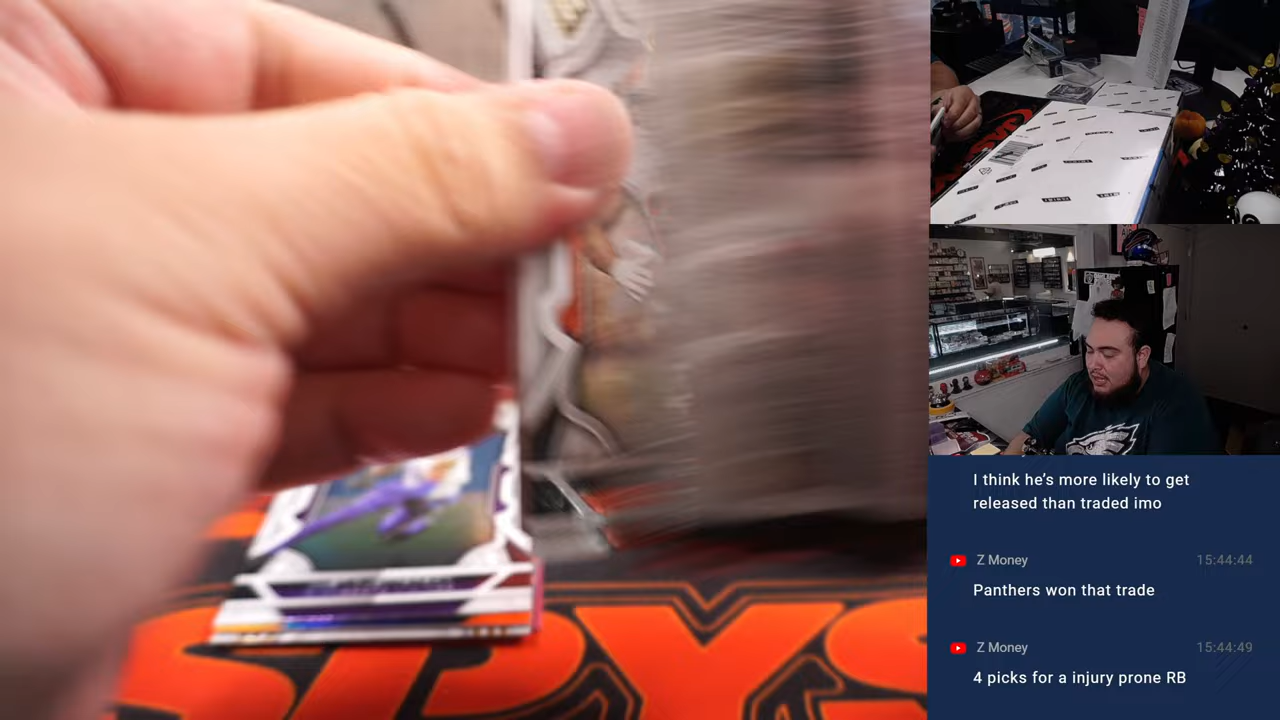 SPYS
I think he's more likely to get
released than traded imo
Z Money 15:44:44
Panthers won that trade
Z Money 15:44:49
4 picks for a injury prone RB